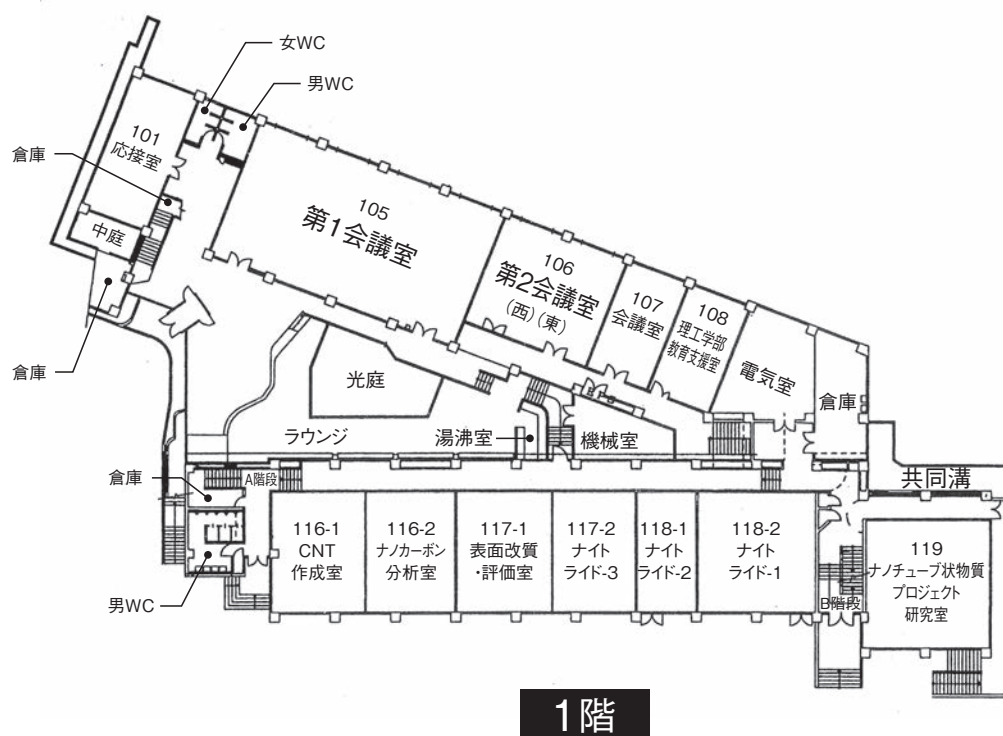 女WC
男WC
倉庫
101
応接室
中庭
倉庫
倉庫
105
第1会議室
106
第2会議室
(西)(東)
107
会議室
108
理工学部
教育支援室
電気室
倉庫
光庭
ラウンジ
湯沸室
機械室
共同溝
倉庫
A階段
男WC
116-1
CNT
作成室
116-2
ナノカーボン
分析室
117-1
表面改質
・評価室
117-2
ナイト
ライド-3
118-1
ナイト
ライド-2
118-2
ナイト
ライド-1
B階段
119
ナノチューブ状物質
プロジェクト
研究室
1階